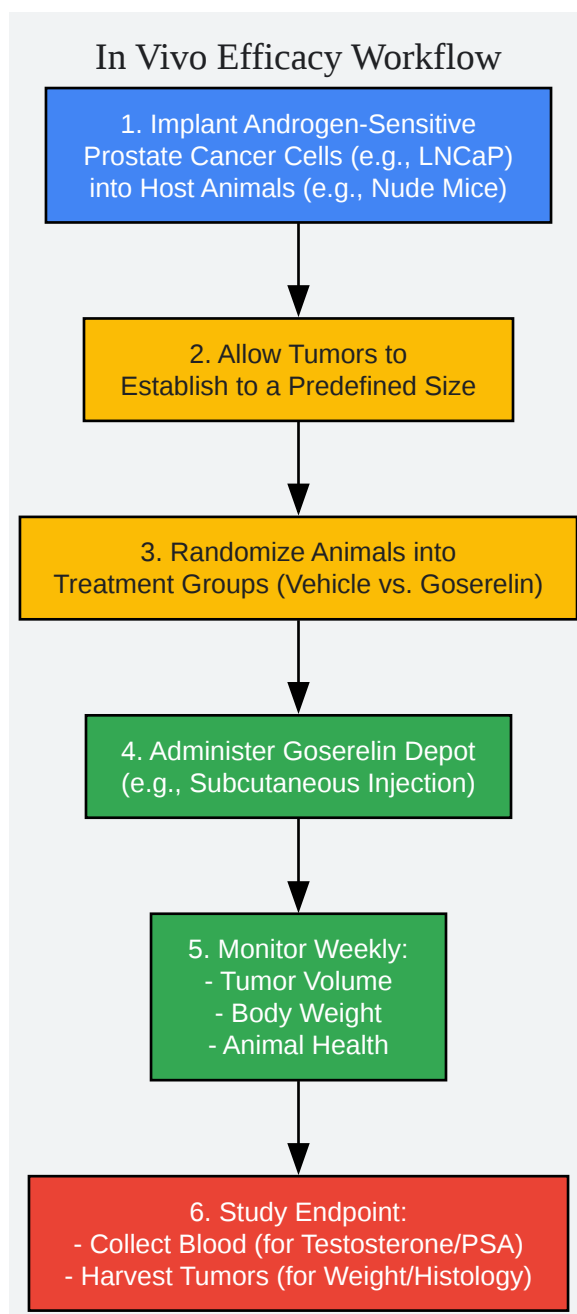 In Vivo Efficacy Workflow
1. Implant Androgen-Sensitive
Prostate Cancer Cells (e.g., LNCaP)
into Host Animals (e.g., Nude Mice)
2. Allow Tumors to
Establish to a Predefined Size
3. Randomize Animals into
Treatment Groups (Vehicle vs. Goserelin)
4. Administer Goserelin Depot
(e.g., Subcutaneous Injection)
5. Monitor Weekly:
- Tumor Volume
- Body Weight
- Animal Health
6. Study Endpoint:
- Collect Blood (for Testosterone/PSA)
- Harvest Tumors (for Weight/Histology)